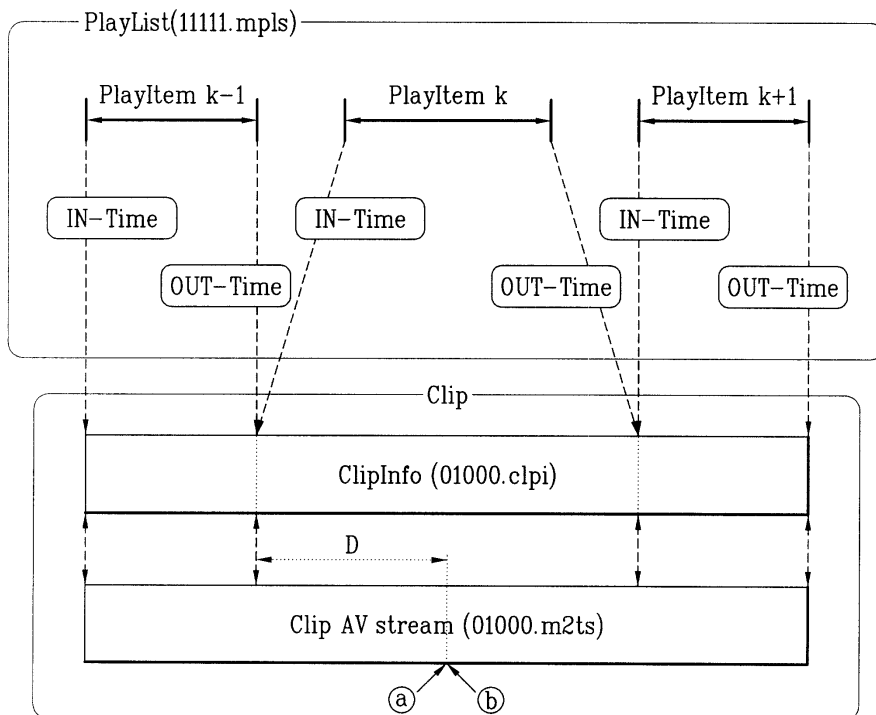 PlayList(11111.mpls)
PlayItem k-1
PlayItem k
PlayItem k+1
IN-Time
IN-Time
IN-Time
OUT-Time
OUT-Time
OUT-Time
Clip
ClipInfo (01000.clpi)
D
Clip AV stream (01000.m2ts)
ⓐ
ⓑ